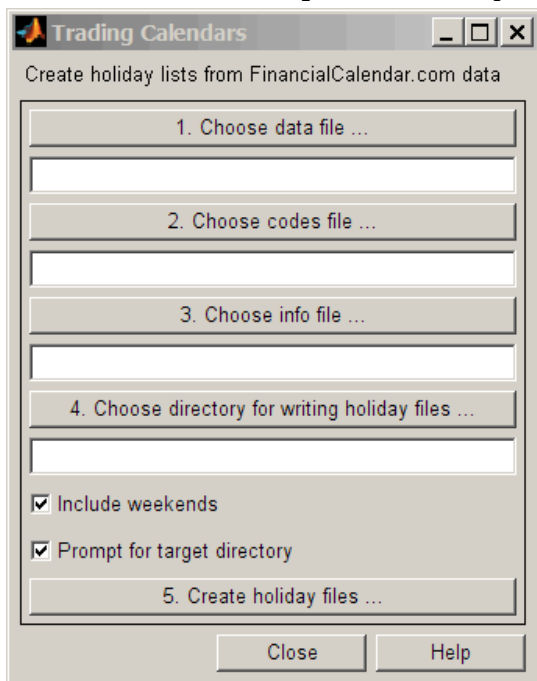 Trading Calendars
Create holiday lists from FinancialCalendar.com data
1. Choose data file ...
2. Choose codes file ...
3. Choose info file ...
4. Choose directory for writing holiday files ...
Include weekends
Prompt for target directory
5. Create holiday files ...
Close Help